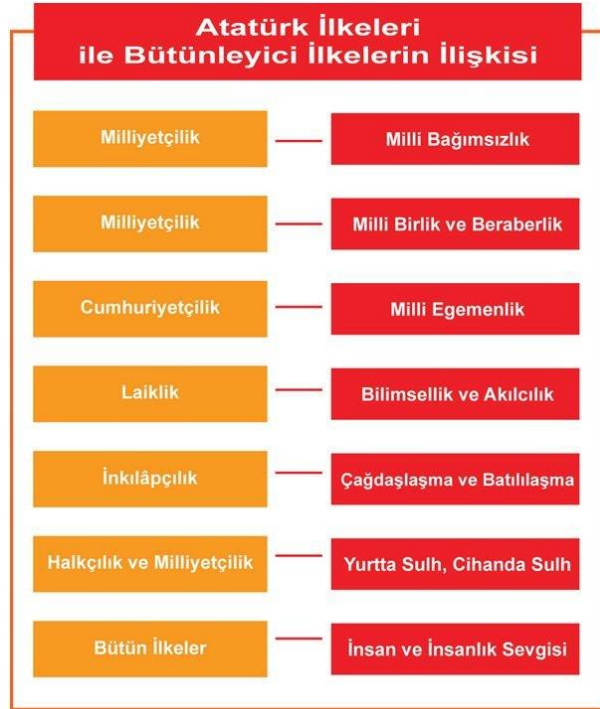 Atatürk İlkeleri
ile Bütünleyici İlkelerin İlişkisi
Milliyetçilik
Milli Bağımsızlık
Milliyetçilik
Milli Birlik ve Beraberlik
Cumhuriyetçilik
Milli Egemenlik
Laiklik
Bilimsellik ve Akılcılık
İnkılâpçılık
Çağdaşlaşma ve Batılılaşma
Halkçılık ve Milliyetçilik
Yurtta Sulh, Cihanda Sulh
Bütün İlkeler
İnsan ve İnsanlık Sevgisi